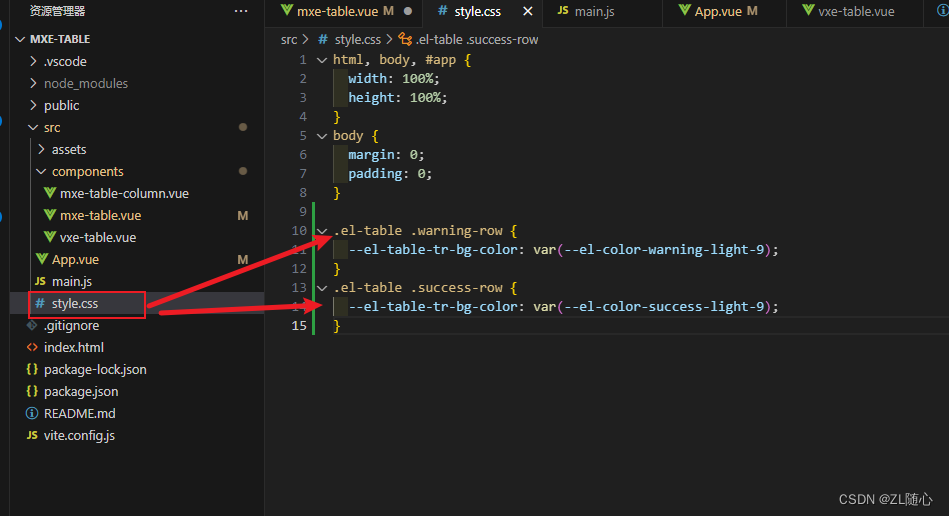 资源管理器 ···
MXE-TABLE
.vscode
node_modules
public
src
assets
components
mxe-table-column.vue
mxe-table.vue M
vxe-table.vue
App.vue M
JS main.js
# style.css
.gitignore
<> index.html
{} package-lock.json
{} package.json
README.md
JS vite.config.js
mxe-table.vue M # style.css × JS main.js App.vue M vxe-table.vue
src > # style.css > .el-table .success-row
1 html, body, #app {
2 width: 100%;
3 height: 100%;
4 }
5 body {
6 margin: 0;
7 padding: 0;
8 }
9
10 .el-table .warning-row {
11 --el-table-tr-bg-color: var(--el-color-warning-light-9);
12 }
13 .el-table .success-row {
14 --el-table-tr-bg-color: var(--el-color-success-light-9);
15 }
CSDN @ZL随心